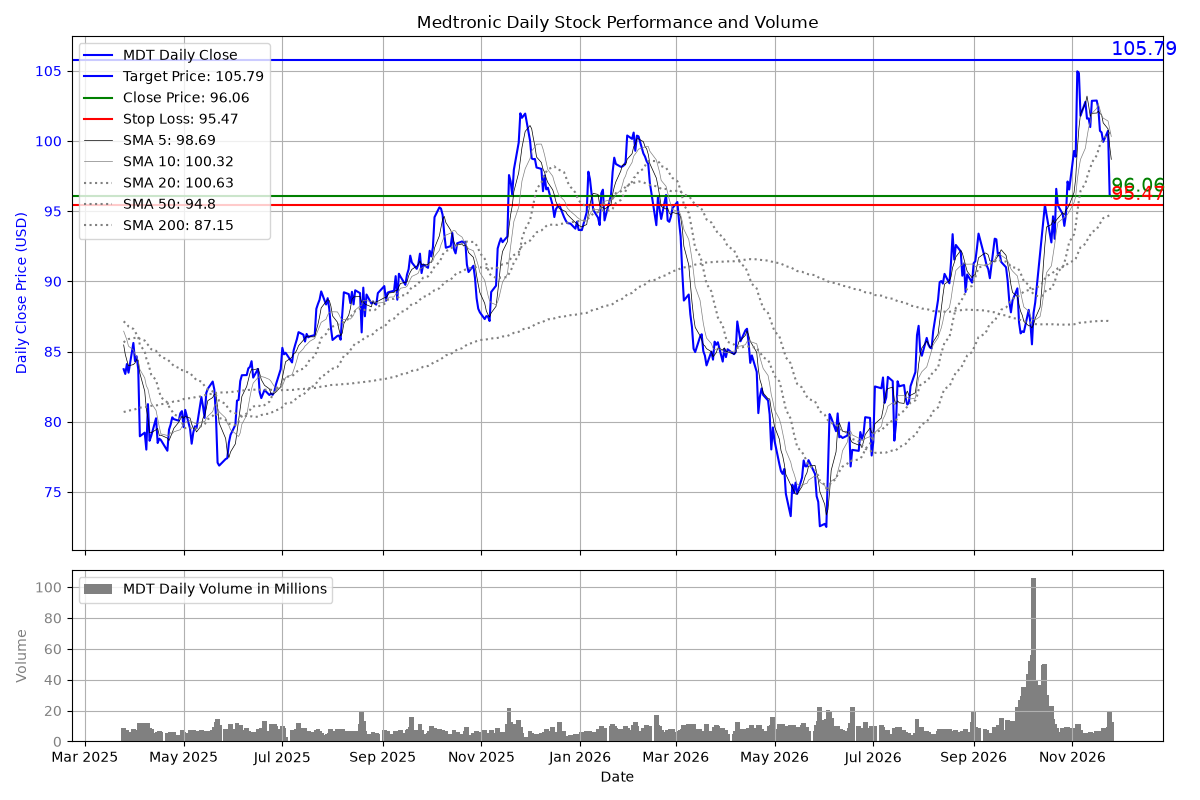 Medtronic Daily Stock Performance and Volume
MDT Daily Close
Target Price: 105.79
Close Price: 96.06
Stop Loss: 95.47
SMA 5: 98.69
SMA 10: 100.32
SMA 20: 100.63
SMA 50: 94.8
SMA 200: 87.15
105.79
96.06
95.47
105
100
95
90
85
80
75
Daily Close Price (USD)
MDT Daily Volume in Millions
100
80
60
40
20
0
Volume
Mar 2025
May 2025
Jul 2025
Sep 2025
Nov 2025
Jan 2026
Mar 2026
May 2026
Jul 2026
Sep 2026
Nov 2026
Date